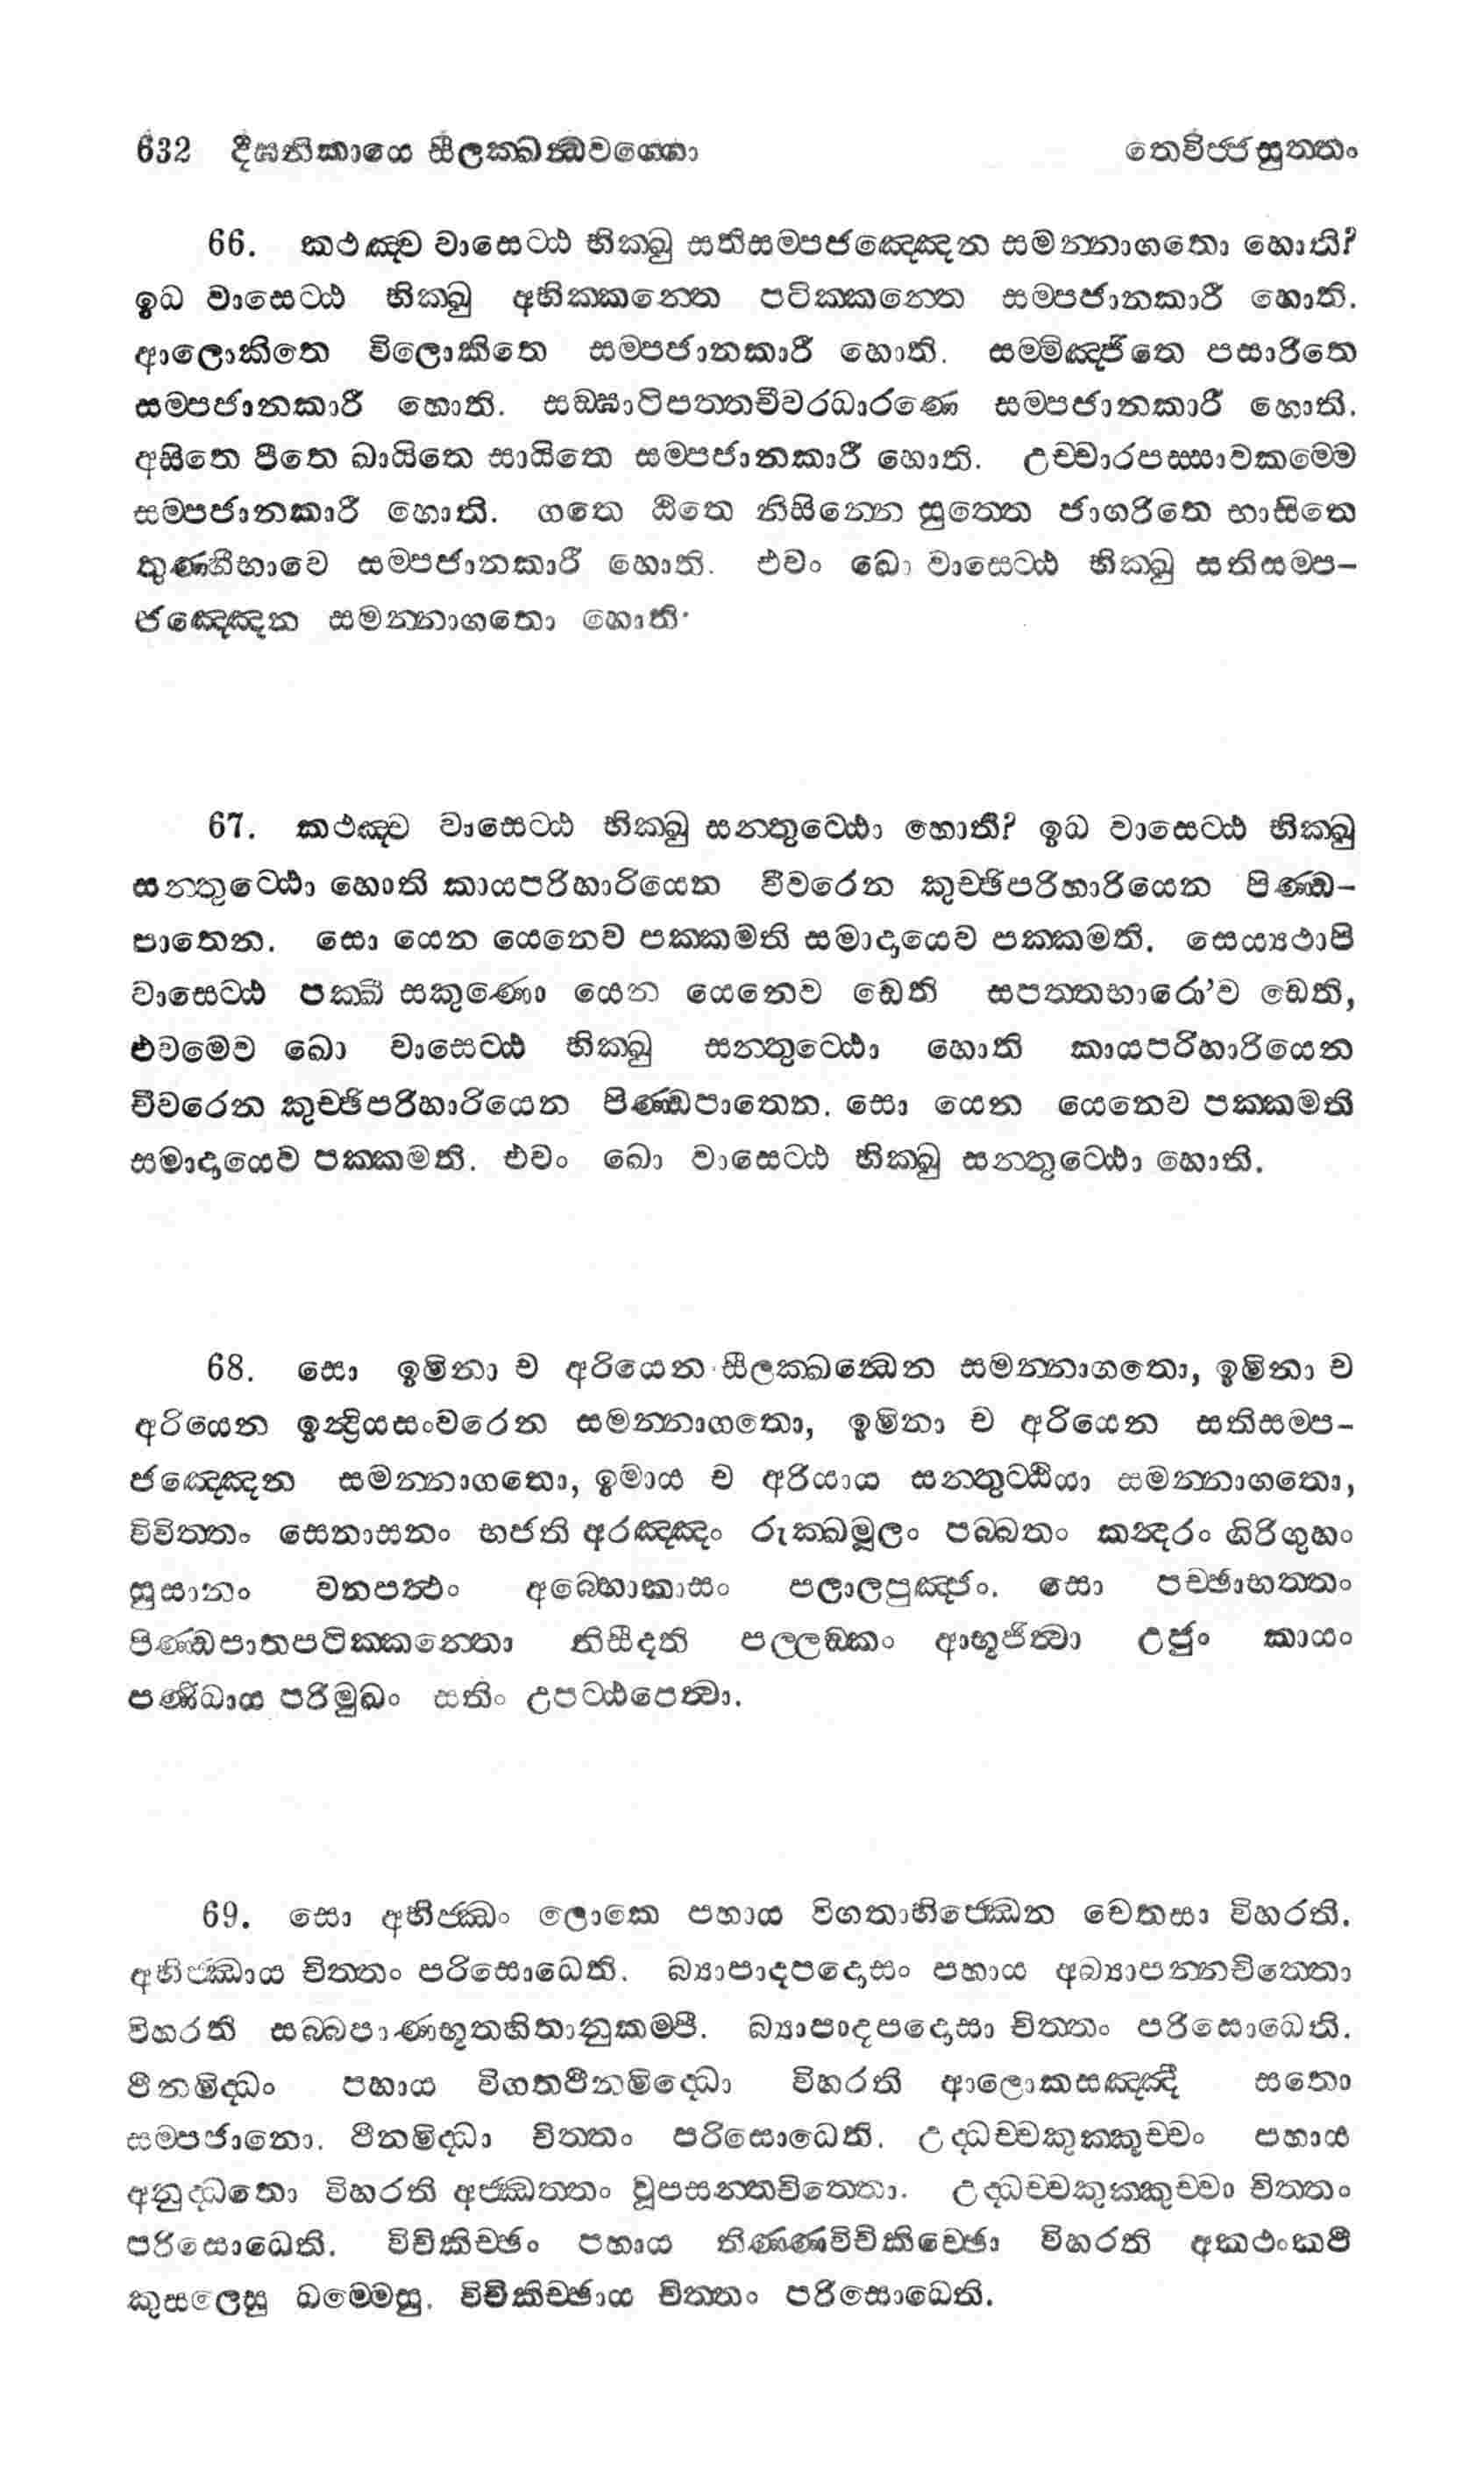 632 දීඝනිකායෙ සීලක්ඛන්ධවග්ගො තෙවිජ්ජසුත්තං
66. කථඤ්ච වාසෙට්ඨ භික්ඛු සතිසම්පජඤ්ඤෙන සමන්නාගතො හොති?
ඉධ වාසෙට්ඨ භික්ඛු අභික්කන්තෙ පටික්කන්තෙ සම්පජානකාරී හොති.
ආලොකිතෙ විලොකිතෙ සම්පජානකාරී හොති. සම්මිඤ්ජිතෙ පසාරිතෙ
සම්පජානකාරී හොති. සඞ්ඝාටිපත්තචීවරධාරණෙ සම්පජානකාරී හොති.
අසිතෙ පීතෙ ඛායිතෙ සායිතෙ සම්පජානකාරී හොති. උච්චාරපස්සාවකම්මෙ
සම්පජානකාරී හොති. ගතෙ ඨිතෙ නිසින්නෙ සුත්තෙ ජාගරිතෙ භාසිතෙ
තුණ්හීභාවෙ සම්පජානකාරී හොති. එවං ඛො වාසෙට්ඨ භික්ඛු සතිසම්ප-
ජඤ්ඤෙන සමන්නාගතො හොති.
67. කථඤ්ච වාසෙට්ඨ භික්ඛු සන්තුට්ඨො හොති? ඉධ වාසෙට්ඨ භික්ඛු
සන්තුට්ඨො හොති කායපරිහාරියෙන චීවරෙන කුච්ඡිපරිහාරියෙන පිණ්ඩ-
පාතෙන. සො යෙන යෙනෙව පක්කමති සමාදායෙව පක්කමති. සෙය්‍යථාපි
වාසෙට්ඨ පක්ඛී සකුණො යෙන යෙනෙව ඩෙති සපත්තභාරො’ව ඩෙති,
එවමෙව ඛො වාසෙට්ඨ භික්ඛු සන්තුට්ඨො හොති කායපරිහාරියෙන
චීවරෙන කුච්ඡිපරිහාරියෙන පිණ්ඩපාතෙන. සො යෙන යෙනෙව පක්කමති
සමාදායෙව පක්කමති. එවං ඛො වාසෙට්ඨ භික්ඛු සන්තුට්ඨො හොති.
68. සො ඉමිනා ච අරියෙන සීලක්ඛන්ධෙන සමන්නාගතො, ඉමිනා ච
අරියෙන ඉන්ද්‍රියසංවරෙන සමන්නාගතො, ඉමිනා ච අරියෙන සතිසම්ප-
ජඤ්ඤෙන සමන්නාගතො, ඉමාය ච අරියාය සන්තුට්ඨියා සමන්නාගතො,
විවිත්තං සෙනාසනං භජති අරඤ්ඤං රුක්ඛමූලං පබ්බතං කන්දරං ගිරිගුහං
සුසානං වනපත්ථං අබ්භොකාසං පලාලපුඤ්ජං. සො පච්ඡාභත්තං
පිණ්ඩපාතපටික්කන්තො නිසීදති පල්ලඞ්කං ආභුජිත්‍වා උජුං කායං
පණිධාය පරිමුඛං සතිං උපට්ඨපෙත්‍වා.
69. සො අභිජ්ඣං ලොකෙ පහාය විගතාභිජ්ඣෙන චෙතසා විහරති.
අභිජ්ඣාය චිත්තං පරිසොධෙති. බ්‍යාපාදපදොසං පහාය අබ්‍යාපන්නචිත්තො
විහරති සබ්බපාණභූතහිතානුකම්පී. බ්‍යාපාදපදොසා චිත්තං පරිසොධෙති.
ථීනමිද්ධං පහාය විගතථීනමිද්ධො විහරති ආලොකසඤ්ඤී සතො
සම්පජානො. ථීනමිද්ධා චිත්තං පරිසොධෙති. උද්ධච්චකුක්කුච්චං පහාය
අනුද්ධතො විහරති අජ්ඣත්තං වූපසන්තචිත්තො. උද්ධච්චකුක්කුච්චා චිත්තං
පරිසොධෙති. විචිකිච්ඡං පහාය තිණ්ණවිචිකිච්ඡො විහරති අකථංකථී
කුසලෙසු ධම්මෙසු. විචිකිච්ඡාය චිත්තං පරිසොධෙති.